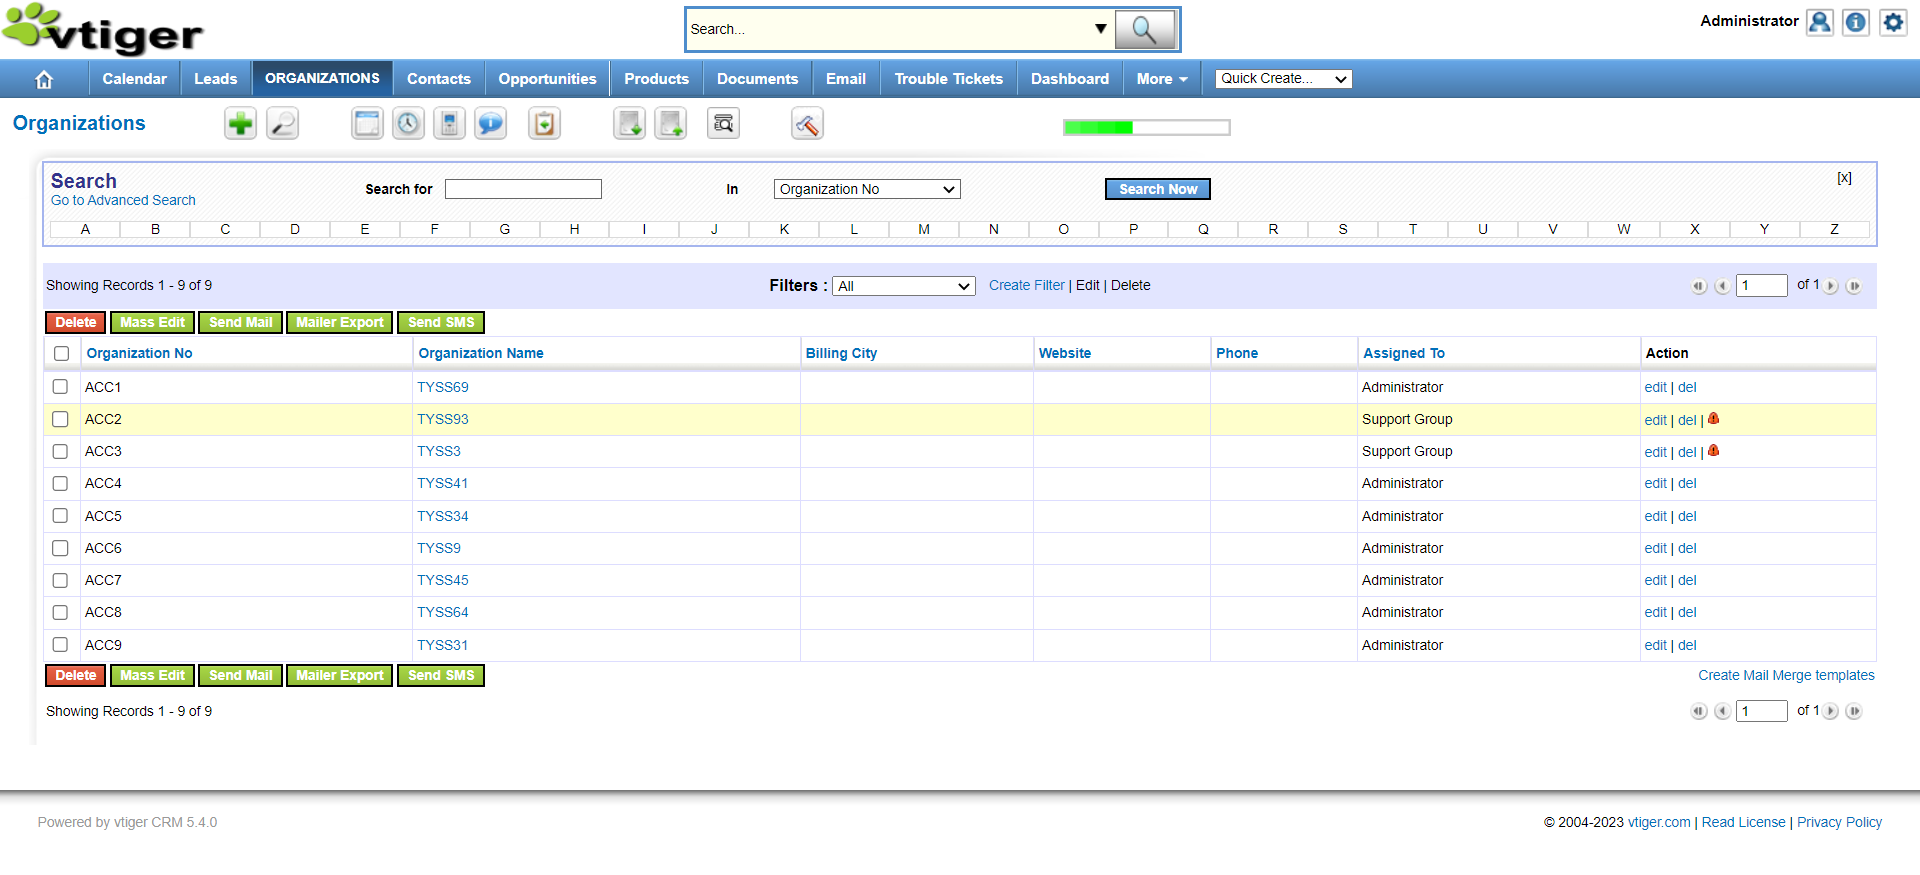 vtiger
Search...
Administrator
Calendar Leads ORGANIZATIONS Contacts Opportunities Products Documents Email Trouble Tickets Dashboard More Quick Create...
Organizations
Search
Go to Advanced Search
Search for In Organization No Search Now [x]
A B C D E F G H I J K L M N O P Q R S T U V W X Y Z
Showing Records 1 - 9 of 9 Filters : All Create Filter | Edit | Delete 1 of 1
Delete Mass Edit Send Mail Mailer Export Send SMS
Organization No Organization Name Billing City Website Phone Assigned To Action
ACC1 TYSS69 Administrator edit | del
ACC2 TYSS93 Support Group edit | del |
ACC3 TYSS3 Support Group edit | del |
ACC4 TYSS41 Administrator edit | del
ACC5 TYSS34 Administrator edit | del
ACC6 TYSS9 Administrator edit | del
ACC7 TYSS45 Administrator edit | del
ACC8 TYSS64 Administrator edit | del
ACC9 TYSS31 Administrator edit | del
Delete Mass Edit Send Mail Mailer Export Send SMS Create Mail Merge templates
Showing Records 1 - 9 of 9 1 of 1
Powered by vtiger CRM 5.4.0 © 2004-2023 vtiger.com | Read License | Privacy Policy